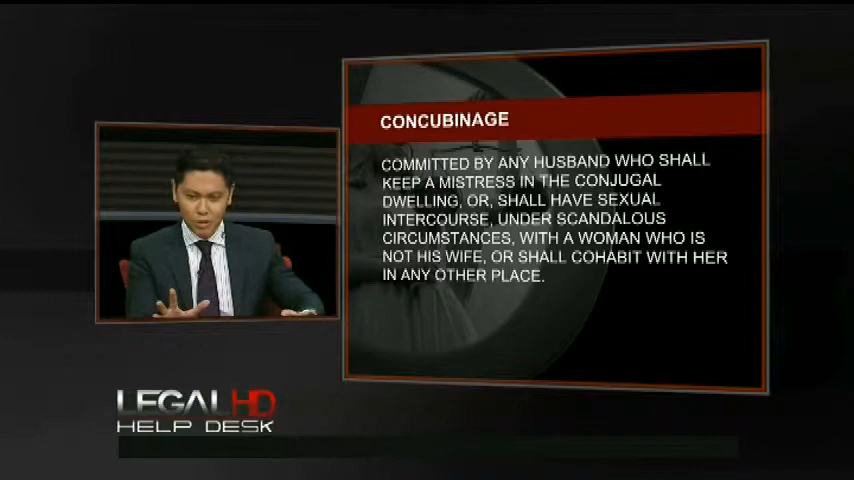 CONCUBINAGE
COMMITTED BY ANY HUSBAND WHO SHALL
KEEP A MISTRESS IN THE CONJUGAL
DWELLING, OR, SHALL HAVE SEXUAL
INTERCOURSE, UNDER SCANDALOUS
CIRCUMSTANCES, WITH A WOMAN WHO IS
NOT HIS WIFE, OR SHALL COHABIT WITH HER
IN ANY OTHER PLACE.
LEGALHD
HELP DESK